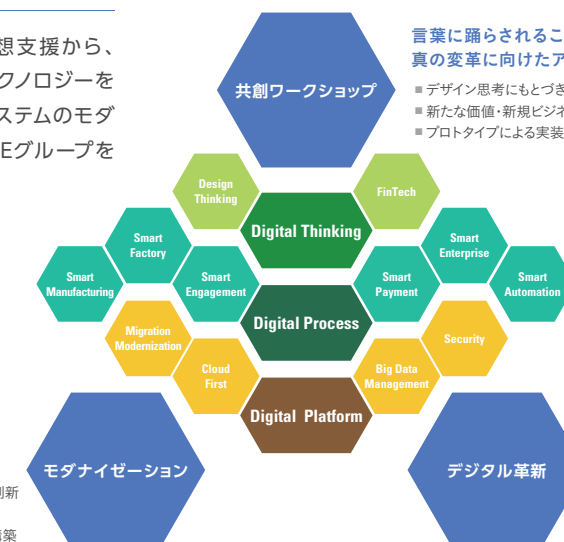 想支援から、
クノロジーを
ステムのモダ
Eグループを
共創ワークショップ
言葉に踊らされるこ
真の変革に向けたア
■ デザイン思考にもとづき
■ 新たな価値・新規ビジネ
■ プロトタイプによる実装
Design
Thinking
FinTech
Digital Thinking
Smart
Factory
Smart
Enterprise
Smart
Manufacturing
Smart
Engagement
Smart
Payment
Smart
Automation
Digital Process
Migration
Modernization
Security
Cloud
First
Big Data
Management
Digital Platform
モダナイゼーション
デジタル革新
創新
構築